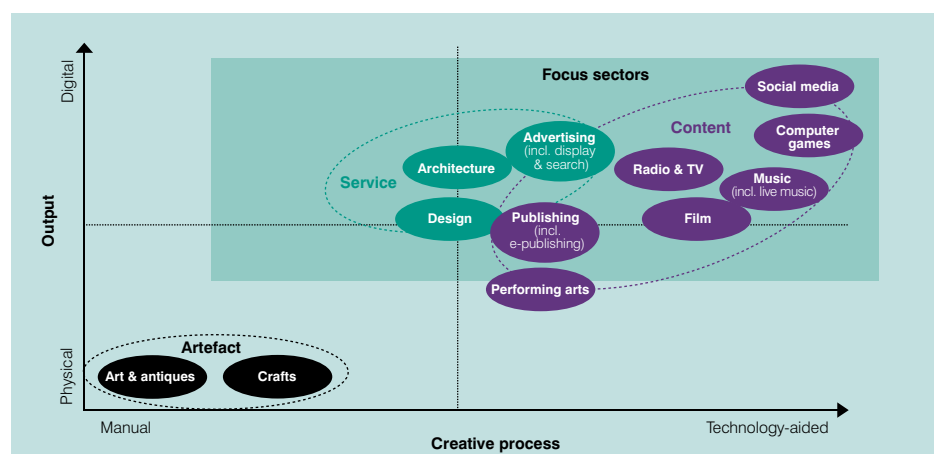 Digital
Output
Physical
Focus sectors
Social media
Content
Computer
games
Advertising
(incl. display
& search)
Architecture
Radio & TV
Service
Music
(incl. live music)
Design
Publishing
(incl.
e-publishing)
Film
Performing arts
Artefact
Art & antiques
Crafts
Manual
Technology-aided
Creative process